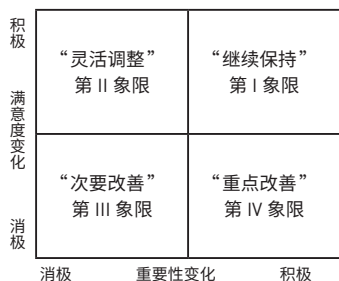 积极
满意度变化
消极
“灵活调整”
第 II 象限
“继续保持”
第 I 象限
“次要改善”
第 III 象限
“重点改善”
第 IV 象限
消极
重要性变化
积极